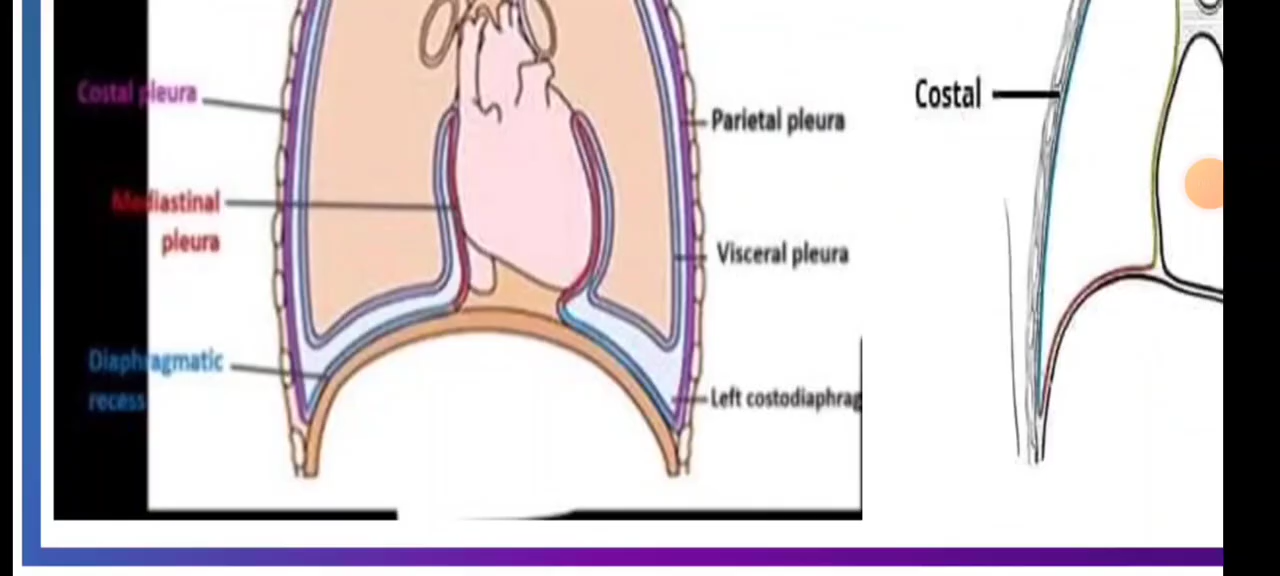 Costal pleura
Parietal pleura
Mediastinal
pleura
Visceral pleura
Diaphragmatic
recess
Left costodiaphrag
Costal